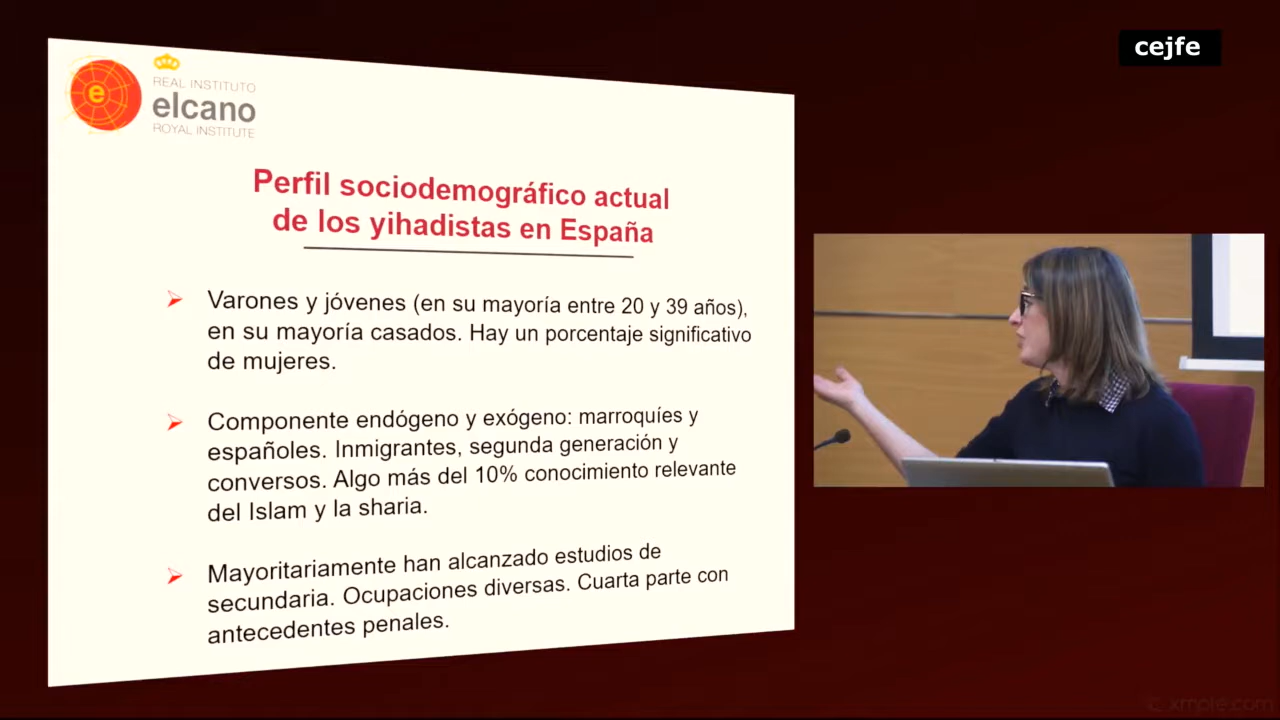 cejfe
e
REAL INSTITUTO
elcano
ROYAL INSTITUTE
Perfil sociodemográfico actual
de los yihadistas en España
Varones y jóvenes (en su mayoría entre 20 y 39 años),
en su mayoría casados. Hay un porcentaje significativo
de mujeres.
Componente endógeno y exógeno: marroquíes y
españoles. Inmigrantes, segunda generación y
conversos. Algo más del 10% conocimiento relevante
del Islam y la sharia.
Mayoritariamente han alcanzado estudios de
secundaria. Ocupaciones diversas. Cuarta parte con
antecedentes penales.